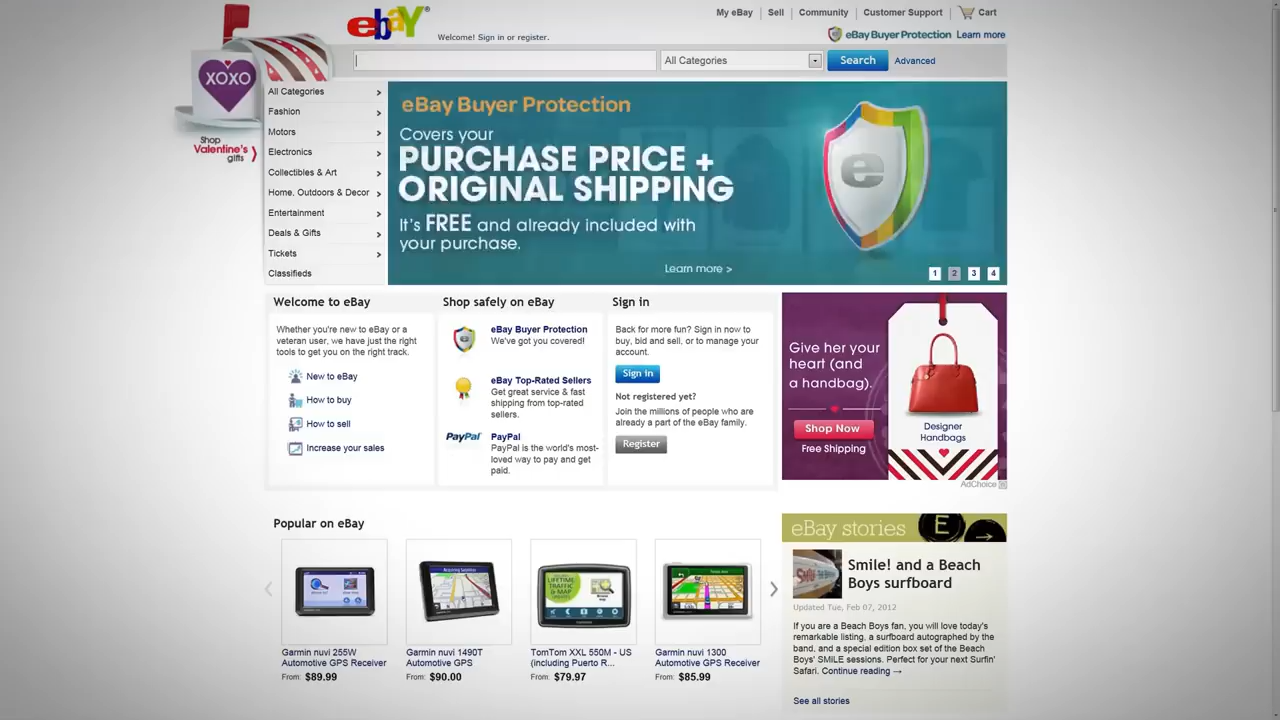 ebay®
Welcome! Sign in or register.
My eBay
Sell
Community
Customer Support
Cart
eBay Buyer Protection Learn more
All Categories
Search
Advanced
XOXO
Shop
Valentine's
gifts
All Categories
Fashion
Motors
Electronics
Collectibles & Art
Home, Outdoors & Decor
Entertainment
Deals & Gifts
Tickets
Classifieds
eBay Buyer Protection
Covers your
PURCHASE PRICE +
ORIGINAL SHIPPING
It's FREE and already included with
your purchase.
Learn more >
e
1 2 3 4
Welcome to eBay
Whether you're new to eBay or a
veteran user, we have just the right
tools to get you on the right track.
New to eBay
How to buy
How to sell
Increase your sales
Shop safely on eBay
eBay Buyer Protection
We've got you covered!
eBay Top-Rated Sellers
Get great service & fast
shipping from top-rated
sellers.
PayPal
PayPal
PayPal is the world's most-
loved way to pay and get
paid.
Sign in
Back for more fun? Sign in now to
buy, bid and sell, or to manage your
account.
Sign in
Not registered yet?
Join the millions of people who are
already a part of the eBay family.
Register
Give her your
heart (and
a handbag).
Shop Now
Free Shipping
Designer
Handbags
AdChoice
Popular on eBay
Garmin nuvi 255W
Automotive GPS Receiver
From: $89.99
Garmin nuvi 1490T
Automotive GPS
From: $90.00
LIFETIME
TRAFFIC
& MAP
TomTom XXL 550M - US
(including Puerto R...
From: $79.97
Garmin nuvi 1300
Automotive GPS Receiver
From: $85.99
eBay stories
E
Smile! and a Beach
Boys surfboard
Updated Tue, Feb 07, 2012
If you are a Beach Boys fan, you will love today's
remarkable listing, a surfboard autographed by the
band, and a special edition box set of the Beach
Boys' SMILE sessions. Perfect for your next Surfin'
Safari. Continue reading →
See all stories